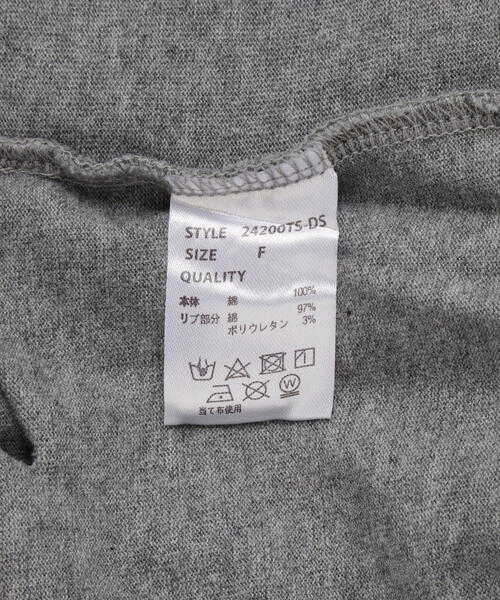 STYLE 24200TS-DS
SIZE F
QUALITY
本体 綿 100%
リブ部分 綿 97%
ポリウレタン 3%
W
当て布使用